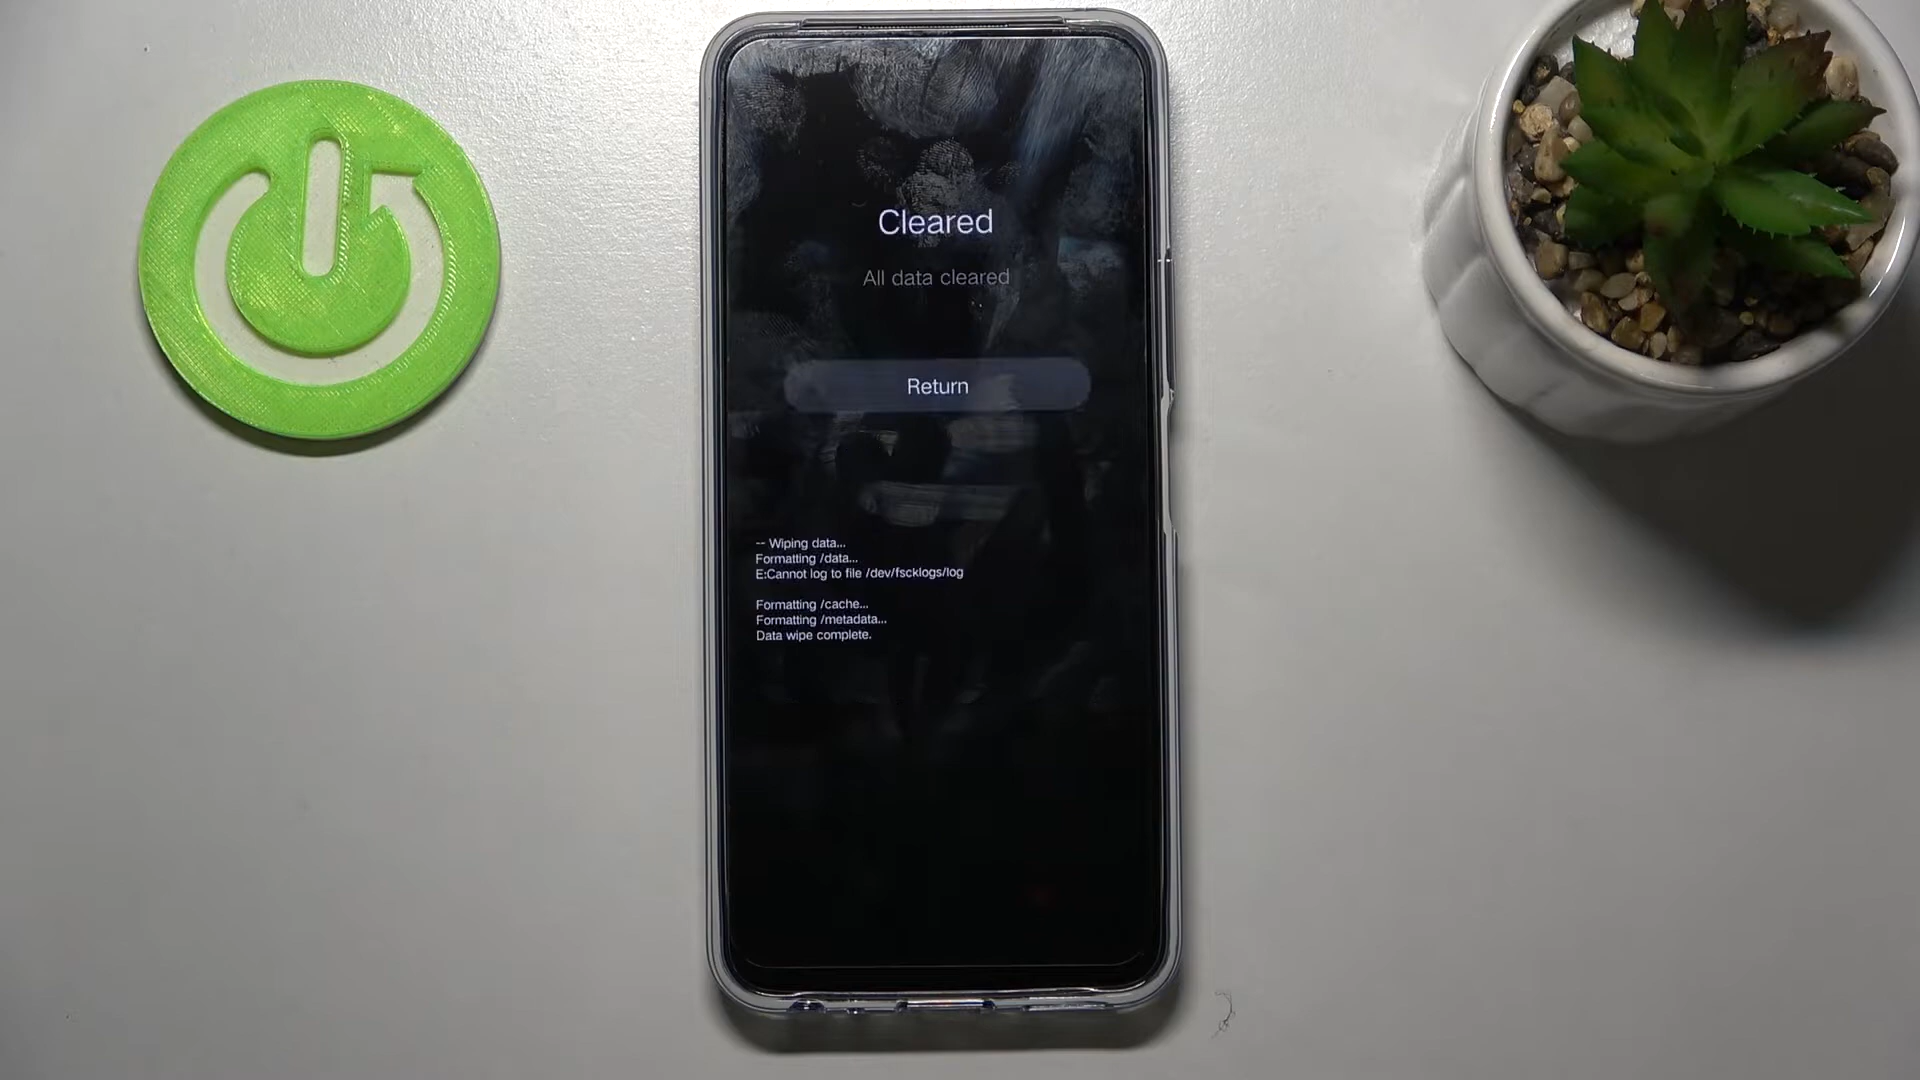 Cleared
All data cleared
Return
-- Wiping data...
Formatting /data...
E:Cannot log to file /dev/fscklogs/log
Formatting /cache...
Formatting /metadata...
Data wipe complete.